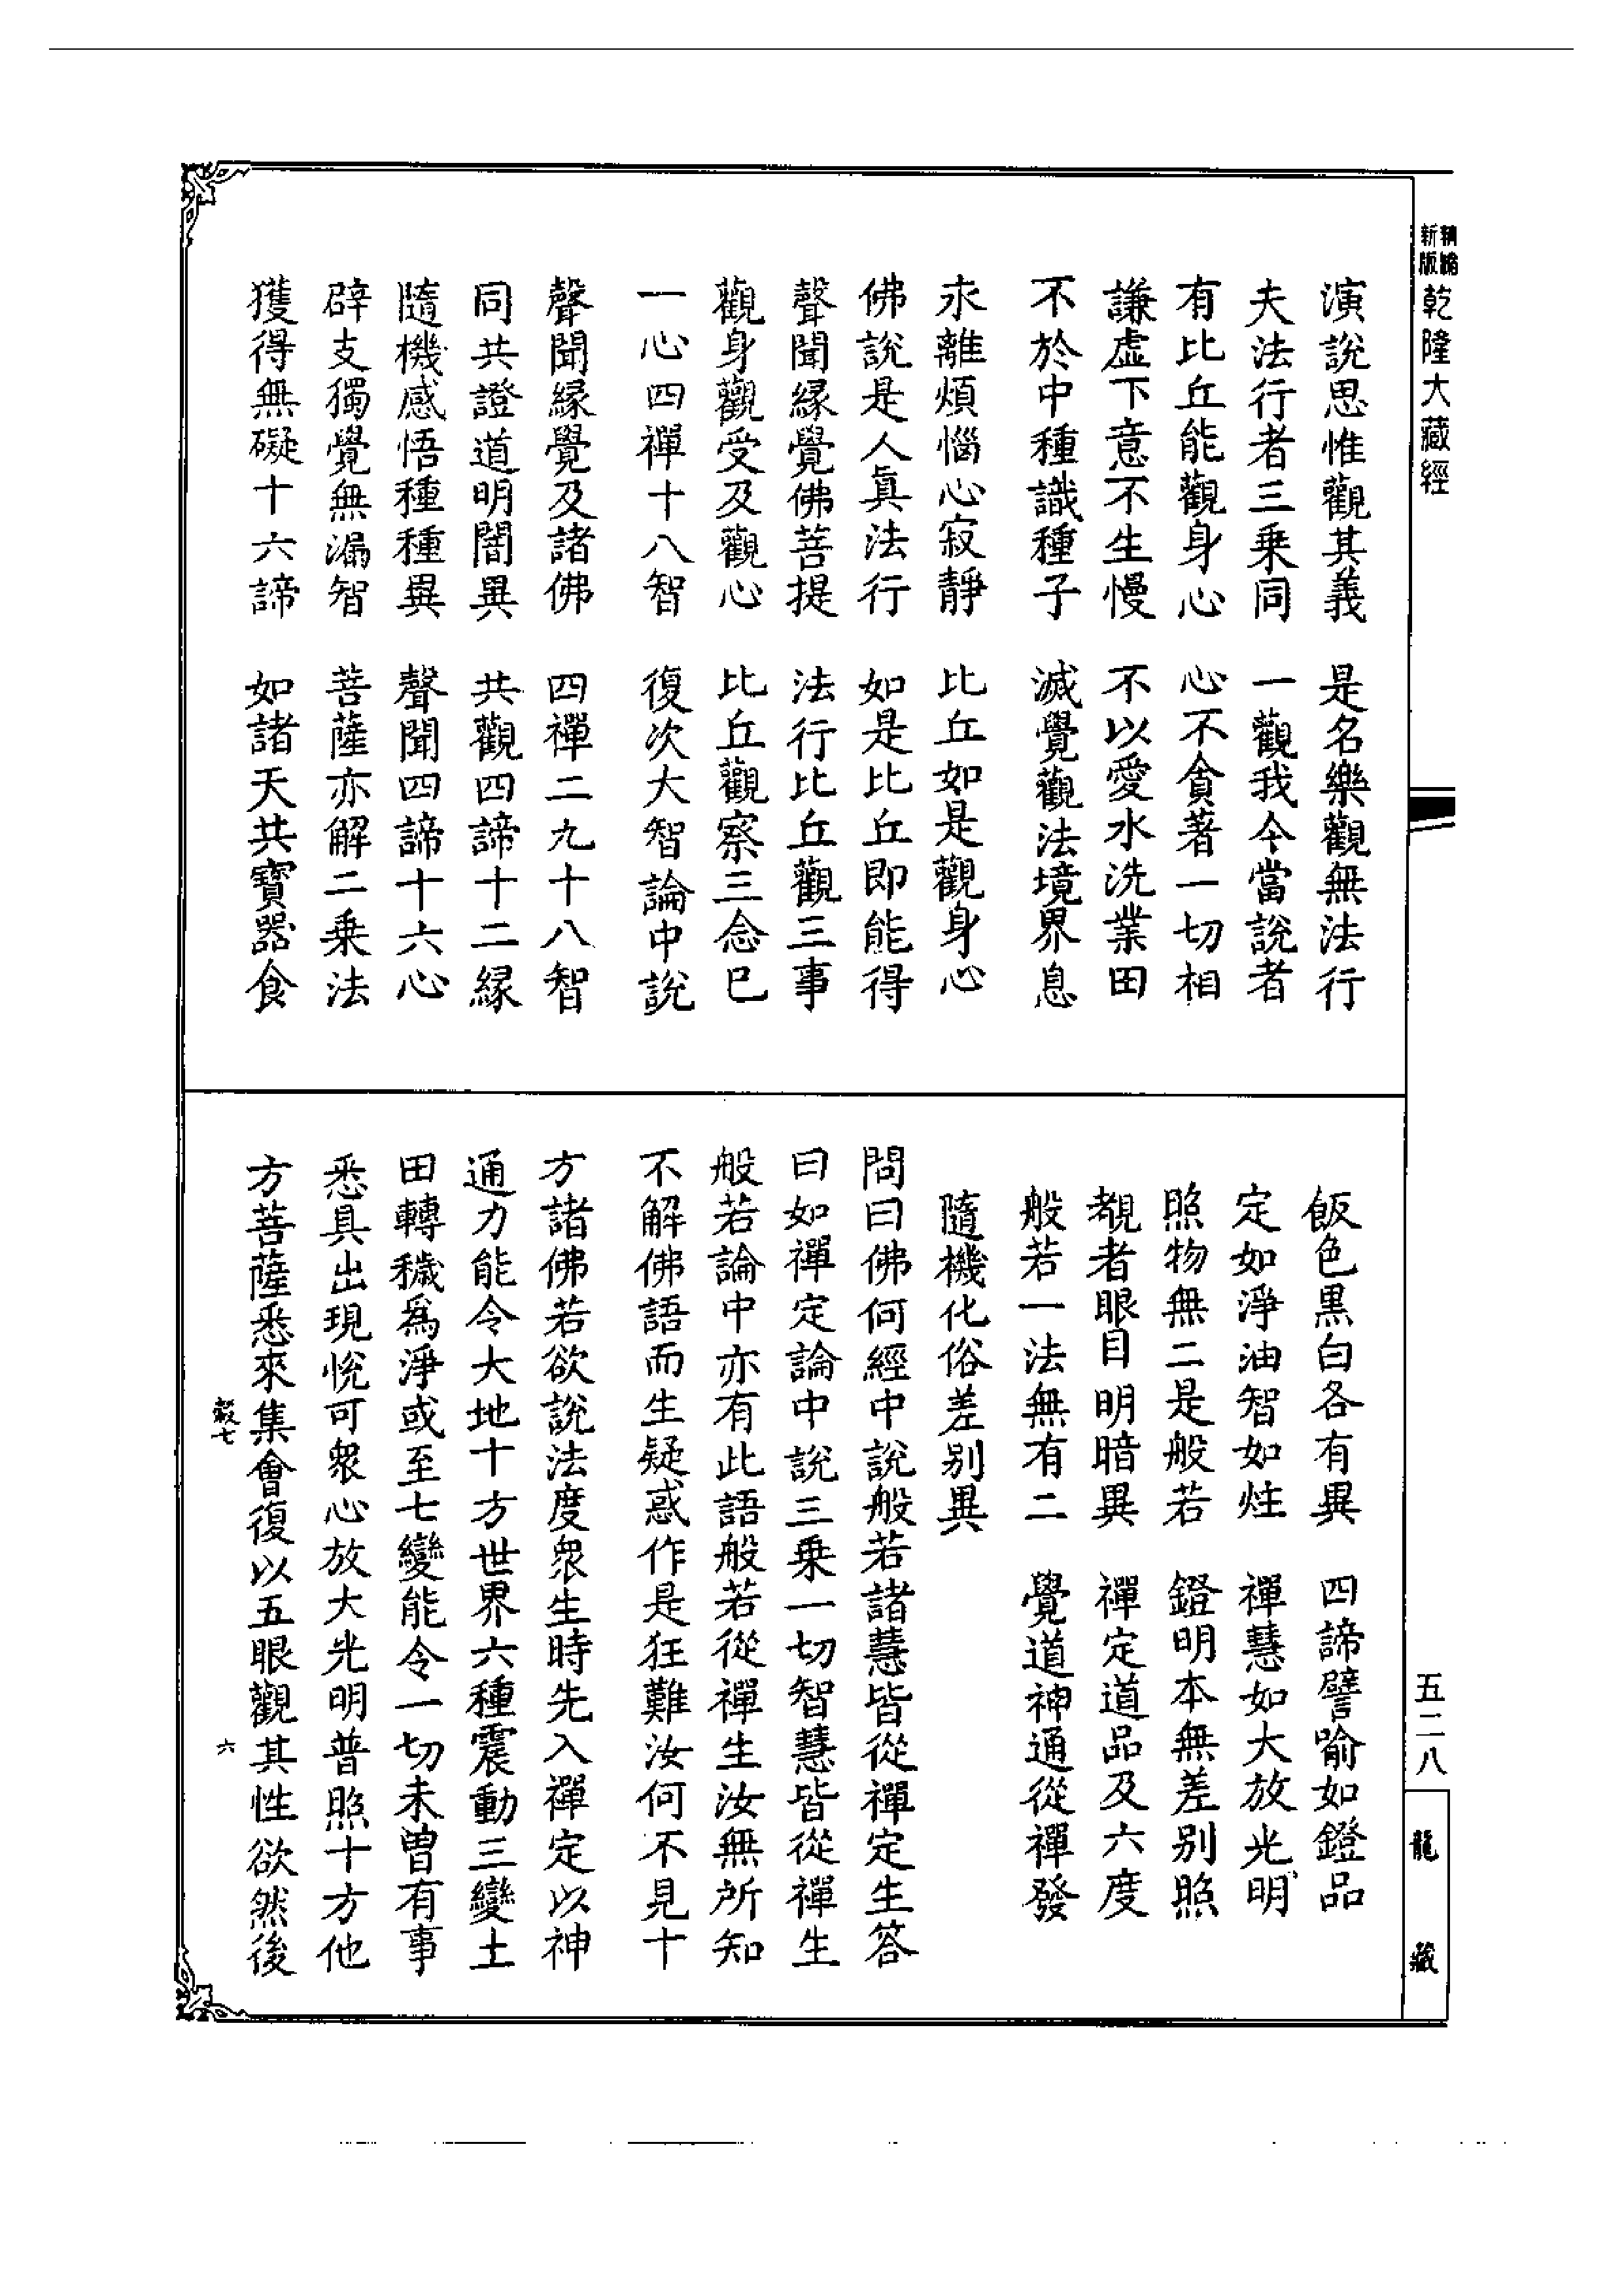 精縮新版乾隆大藏經
演說思惟觀其義　是名樂觀無法行
夫法行者三乘同　一觀我今當說者
有比丘能觀身心　心不貪著一切相
謙虛下意不生慢　不以愛水洗業田
不於中種識種子　滅覺觀法境界息
永離煩惱心寂靜　比丘如是觀身心
佛說是人眞法行　如是比丘即能得
聲聞緣覺佛菩提　法行比丘觀三事
觀身觀受及觀心　比丘觀察三念已
一心四禪十八智　復次大智論中說
聲聞緣覺及諸佛　四禪二九十八智
同共證道明闇異　共觀四諦十二緣
隨機感悟種種異　聲聞四諦十六心
辟支獨覺無漏智　菩薩亦解二乘法
獲得無礙十六諦　如諸天共寶器食
飯色黑白各有異　四諦譬喻如鐙品
定如淨油智如炷　禪慧如大放光明
照物無二是般若　鐙明本無差別照
覩者眼目明暗異　禪定道品及六度
般若一法無有二　覺道神通從禪發
隨機化俗差別異
問曰佛何經中說般若諸慧皆從禪定生答
曰如禪定論中說三乘一切智慧皆從禪生
般若論中亦有此語般若從禪生汝無所知
不解佛語而生疑惑作是狂難汝何不見十
方諸佛若欲說法度眾生時先入禪定以神
通力能令大地十方世界六種震動三變土
田轉穢爲淨或至七變能令一切未曾有事
悉具出現悅可眾心放大光明普照十方他
方菩薩悉來集會復以五眼觀其性欲然後
穀七
六
五二八
龍藏